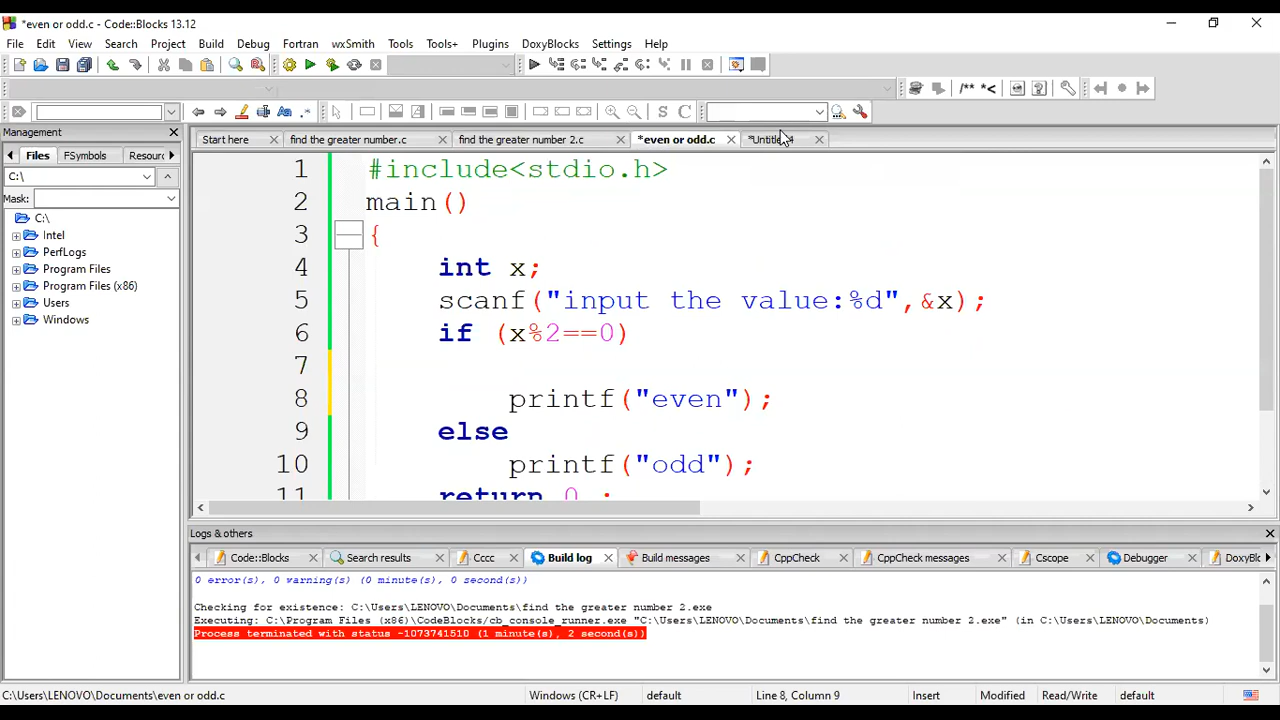 *even or odd.c - Code::Blocks 13.12
File Edit View Search Project Build Debug Fortran wxSmith Tools Tools+ Plugins DoxyBlocks Settings Help
/** *<
S C
Management
Start here find the greater number.c find the greater number 2.c *even or odd.c
Files FSymbols Resourc
C:\
Mask:
C:\
Intel
PerfLogs
Program Files
Program Files (x86)
Users
Windows
1 #include<stdio.h>
2 main()
3 {
4 int x;
5 scanf("input the value:%d",&x);
6 if (x%2==0)
7
8 printf("even");
9 else
10 printf("odd");
11 return 0 ;
Logs & others
Code::Blocks Search results Cccc Build log Build messages CppCheck CppCheck messages Cscope Debugger DoxyBlo
0 error(s), 0 warning(s) (0 minute(s), 0 second(s))
Checking for existence: C:\Users\LENOVO\Documents\find the greater number 2.exe
Executing: C:\Program Files (x86)\CodeBlocks/cb_console_runner.exe "C:\Users\LENOVO\Documents\find the greater number 2.exe" (in C:\Users\LENOVO\Documents)
Process terminated with status -1073741510 (1 minute(s), 2 second(s))
C:\Users\LENOVO\Documents\even or odd.c Windows (CR+LF) default Line 8, Column 9 Insert Modified Read/Write default